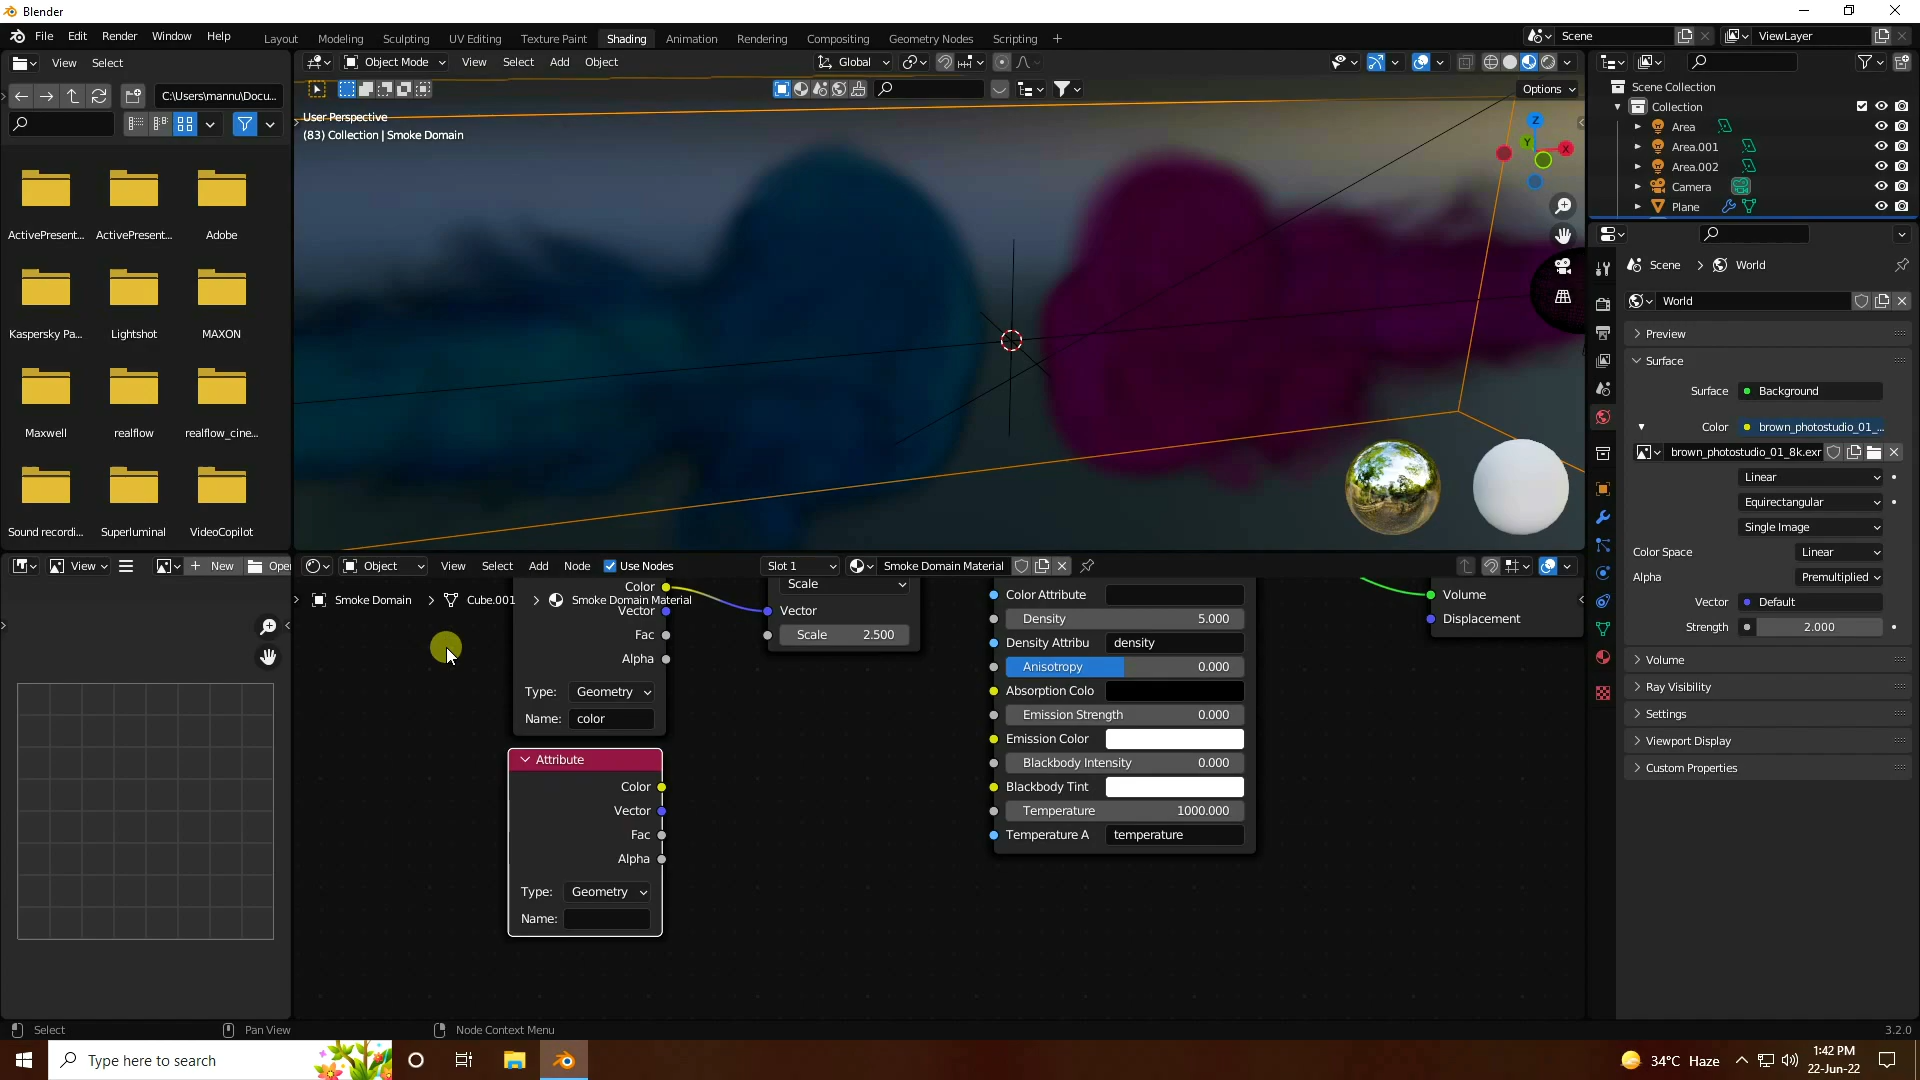 Blender
File Edit Render Window Help
Layout Modeling Sculpting UV Editing Texture Paint Shading Animation Rendering Compositing Geometry Nodes Scripting +
Scene
ViewLayer
View Select
Object Mode View Select Add Object
Global
C:\Users\mannu\Docu...
Options
User Perspective
(83) Collection | Smoke Domain
Z
Y
X
Scene Collection
Collection
Area
Area.001
Area.002
Camera
Plane
ActivePresent...
ActivePresent...
Adobe
Kaspersky Pa...
Lightshot
MAXON
Maxwell
realflow
realflow_cine...
Sound recordi...
Superluminal
VideoCopilot
Scene > World
World
Preview
Surface
Surface Background
Color brown_photostudio_01_...
brown_photostudio_01_8k.exr
Linear
Equirectangular
Single Image
Color Space Linear
Alpha Premultiplied
Vector Default
Strength 2.000
Volume
Ray Visibility
Settings
Viewport Display
Custom Properties
View + New Oper
Object View Select Add Node Use Nodes Slot 1 Smoke Domain Material
Smoke Domain > Cube.001 > Smoke Domain Material
Color
Vector
Fac
Alpha
Type: Geometry
Name: color
Scale
Vector
Scale 2.500
Attribute
Color
Vector
Fac
Alpha
Type: Geometry
Name:
Color Attribute
Density 5.000
Density Attribu density
Anisotropy 0.000
Absorption Colo
Emission Strength 0.000
Emission Color
Blackbody Intensity 0.000
Blackbody Tint
Temperature 1000.000
Temperature A temperature
Volume
Displacement
Select Pan View Node Context Menu 3.2.0
Type here to search
34°C Haze
1:42 PM
22-Jun-22